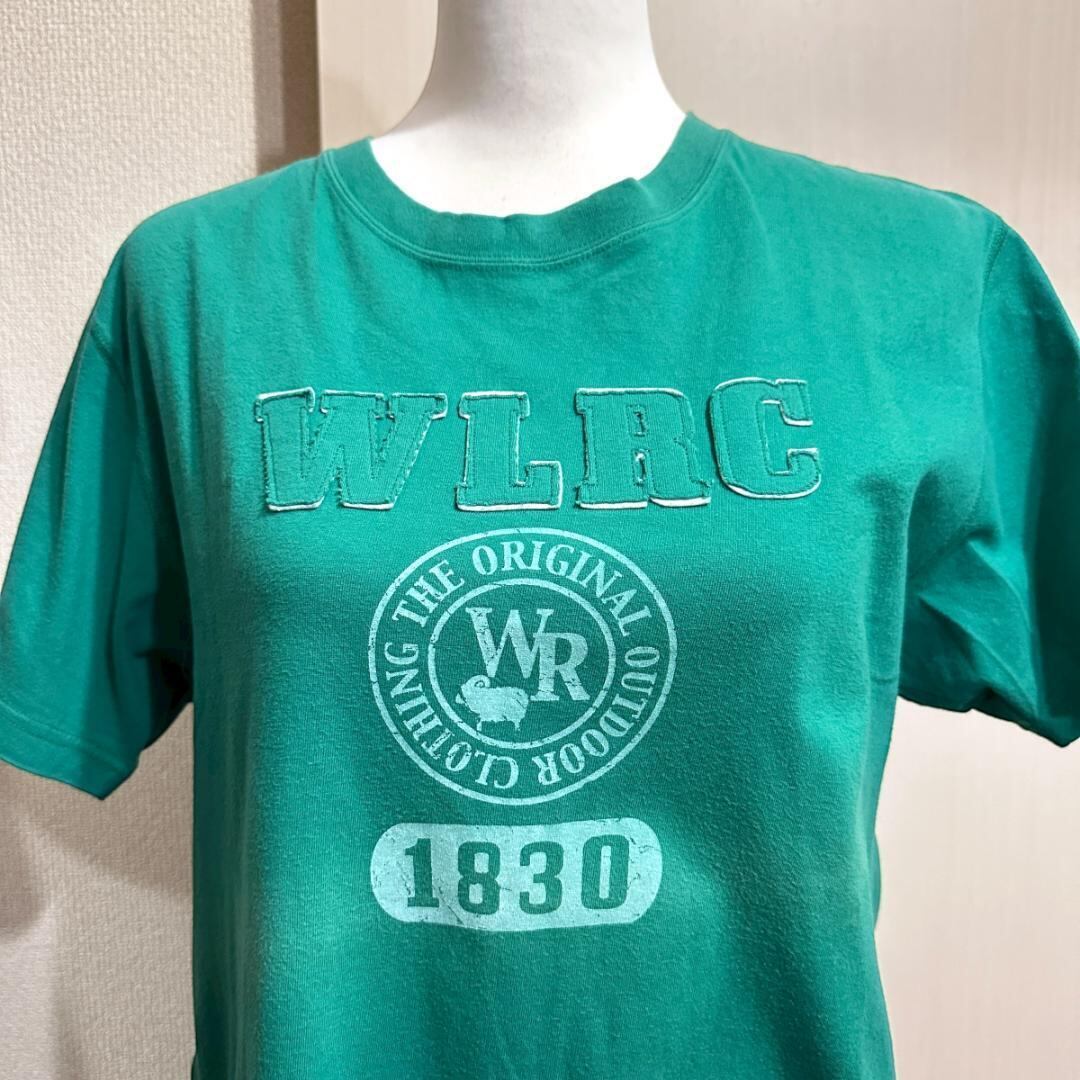 WLRC
THE ORIGINAL OUTDOOR CLOTHING
WR
1830